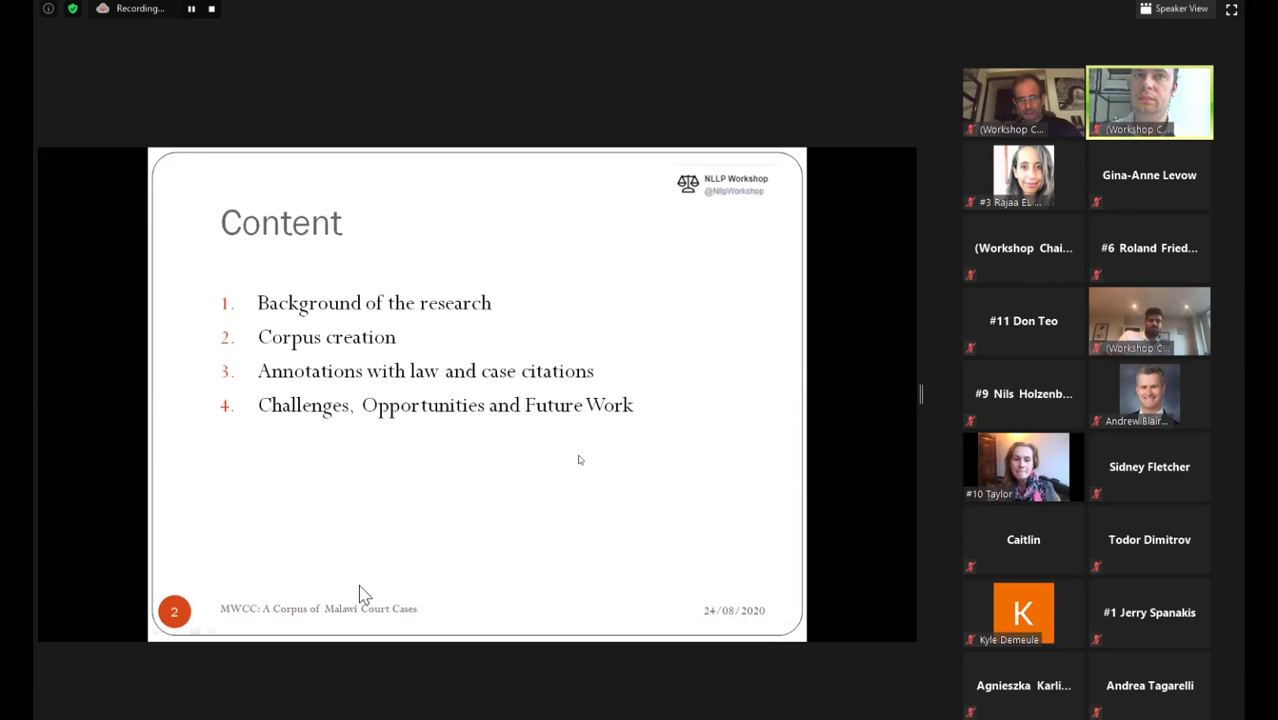 Recording...
Speaker View
NLLP Workshop
@NllpWorkshop
Content
1. Background of the research
2. Corpus creation
3. Annotations with law and case citations
4. Challenges, Opportunities and Future Work
2
MWCC: A Corpus of Malawi Court Cases
24/08/2020
(Workshop C...
(Workshop C...
#3 Rajaa EL ...
Gina-Anne Levow
(Workshop Chai...
#6 Roland Fried...
#11 Don Teo
(Workshop C...
#9 Nils Holzenb...
Andrew Blair...
#10 Taylor
Sidney Fletcher
Caitlin
Todor Dimitrov
K
Kyle Demeule
#1 Jerry Spanakis
Agnieszka Karli...
Andrea Tagarelli